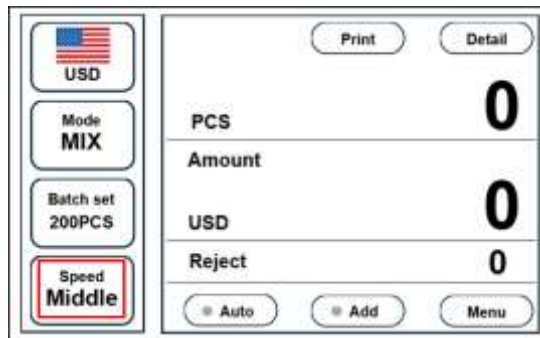 USD
Mode
MIX
Batch set
200PCS
Speed
Middle
Print
Detail
PCS
0
Amount
USD
0
Reject
0
Auto
Add
Menu